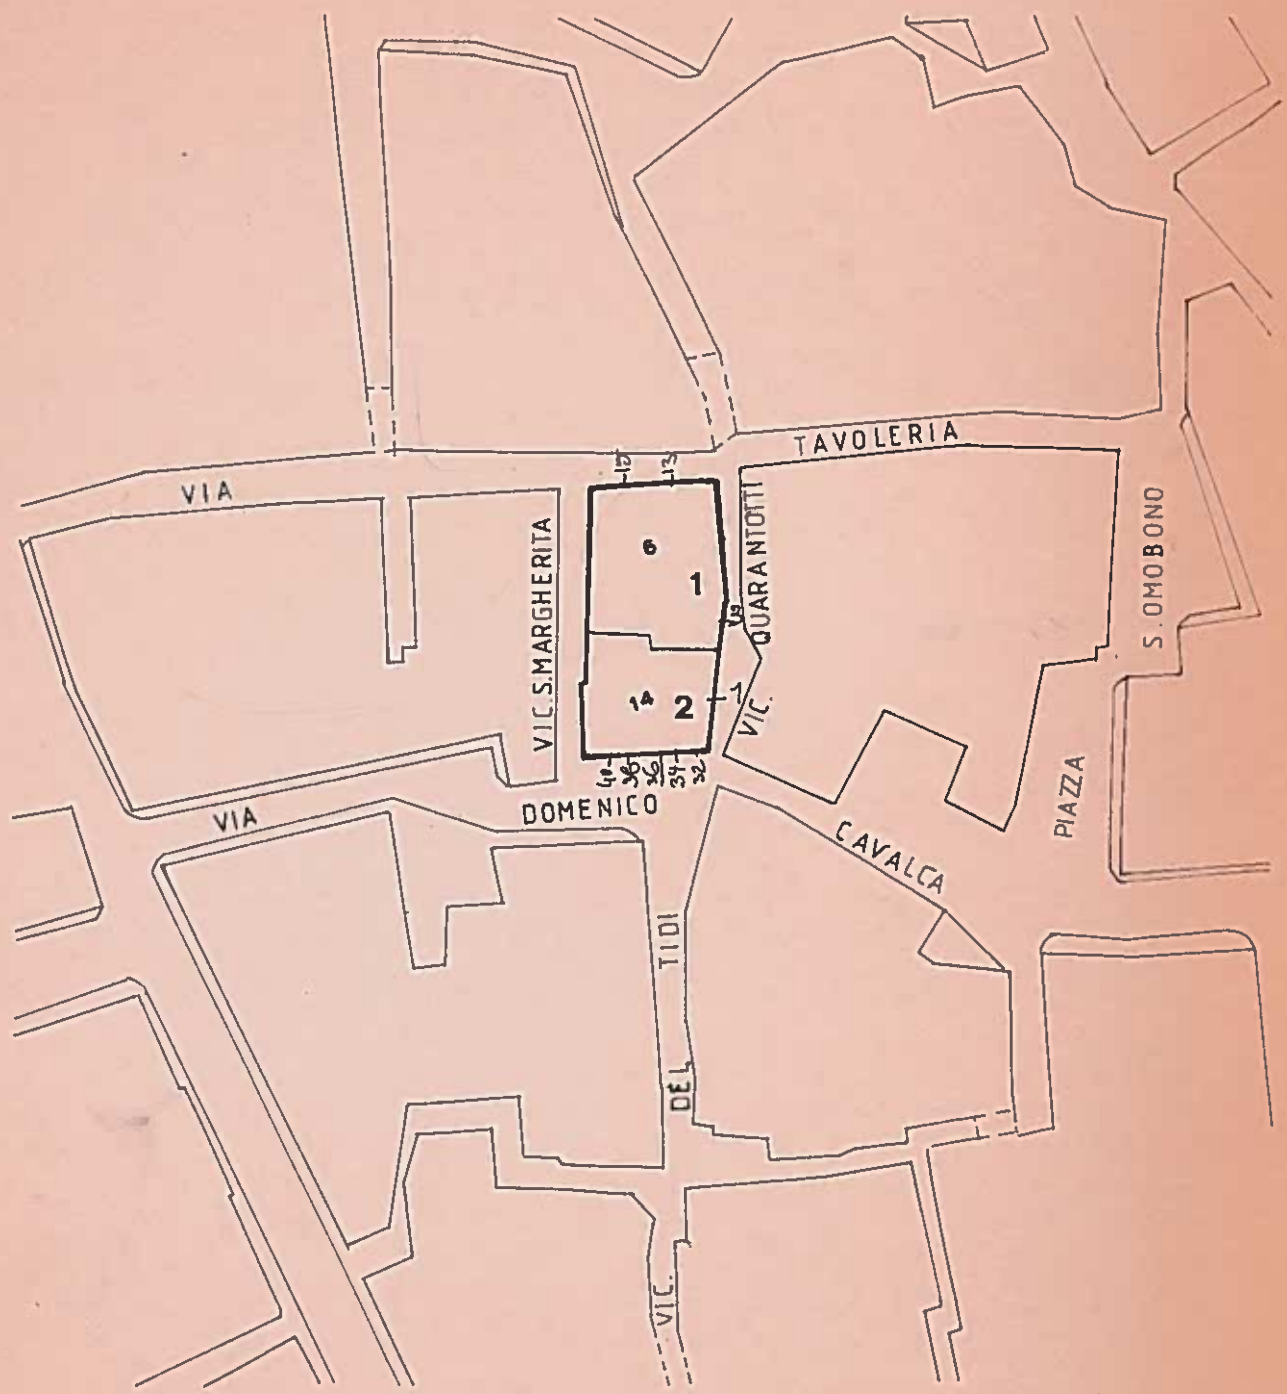 VIA TAVOLERIA
15 13
VIC. S. MARGHERITA
VIC. QUARANTOTTI
S. OMOBONO
PIAZZA
6
1
14
2
1
40 38 36 34 32
VIA DOMENICO CAVALCA
VIC. DEL TIDI